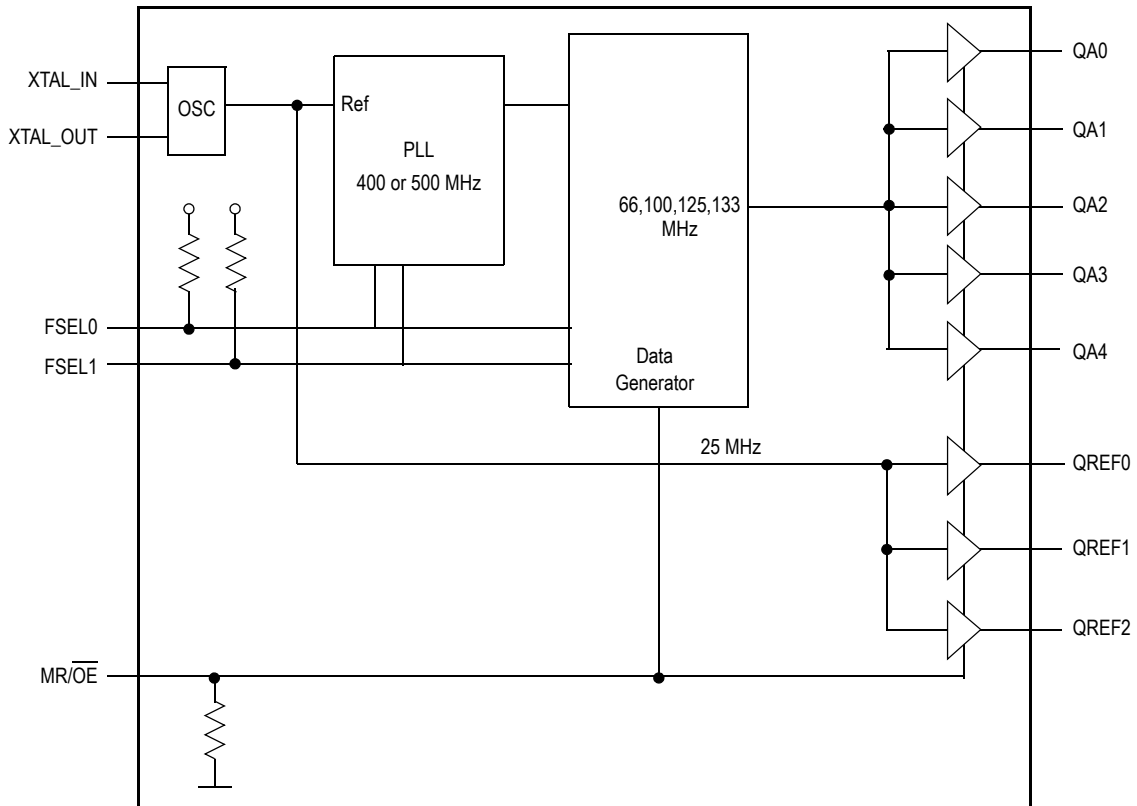 XTAL_IN
XTAL_OUT
OSC
Ref
PLL
400 or 500 MHz
66,100,125,133
MHz
Data
Generator
FSEL0
FSEL1
25 MHz
MR/O̅E̅
QA0
QA1
QA2
QA3
QA4
QREF0
QREF1
QREF2